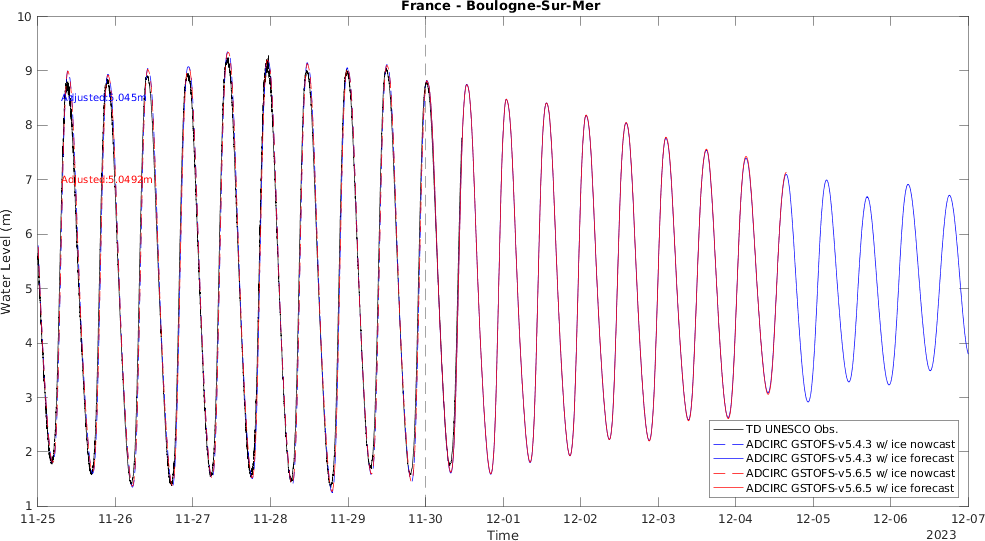 France - Boulogne-Sur-Mer
10
9
8
7
6
5
4
3
2
1
Water Level (m)
Adjusted:5.045m
Adjusted:5.0492m
TD UNESCO Obs.
ADCIRC GSTOFS-v5.4.3 w/ ice nowcast
ADCIRC GSTOFS-v5.4.3 w/ ice forecast
ADCIRC GSTOFS-v5.6.5 w/ ice nowcast
ADCIRC GSTOFS-v5.6.5 w/ ice forecast
11-25 11-26 11-27 11-28 11-29 11-30 12-01 12-02 12-03 12-04 12-05 12-06 12-07
Time
2023